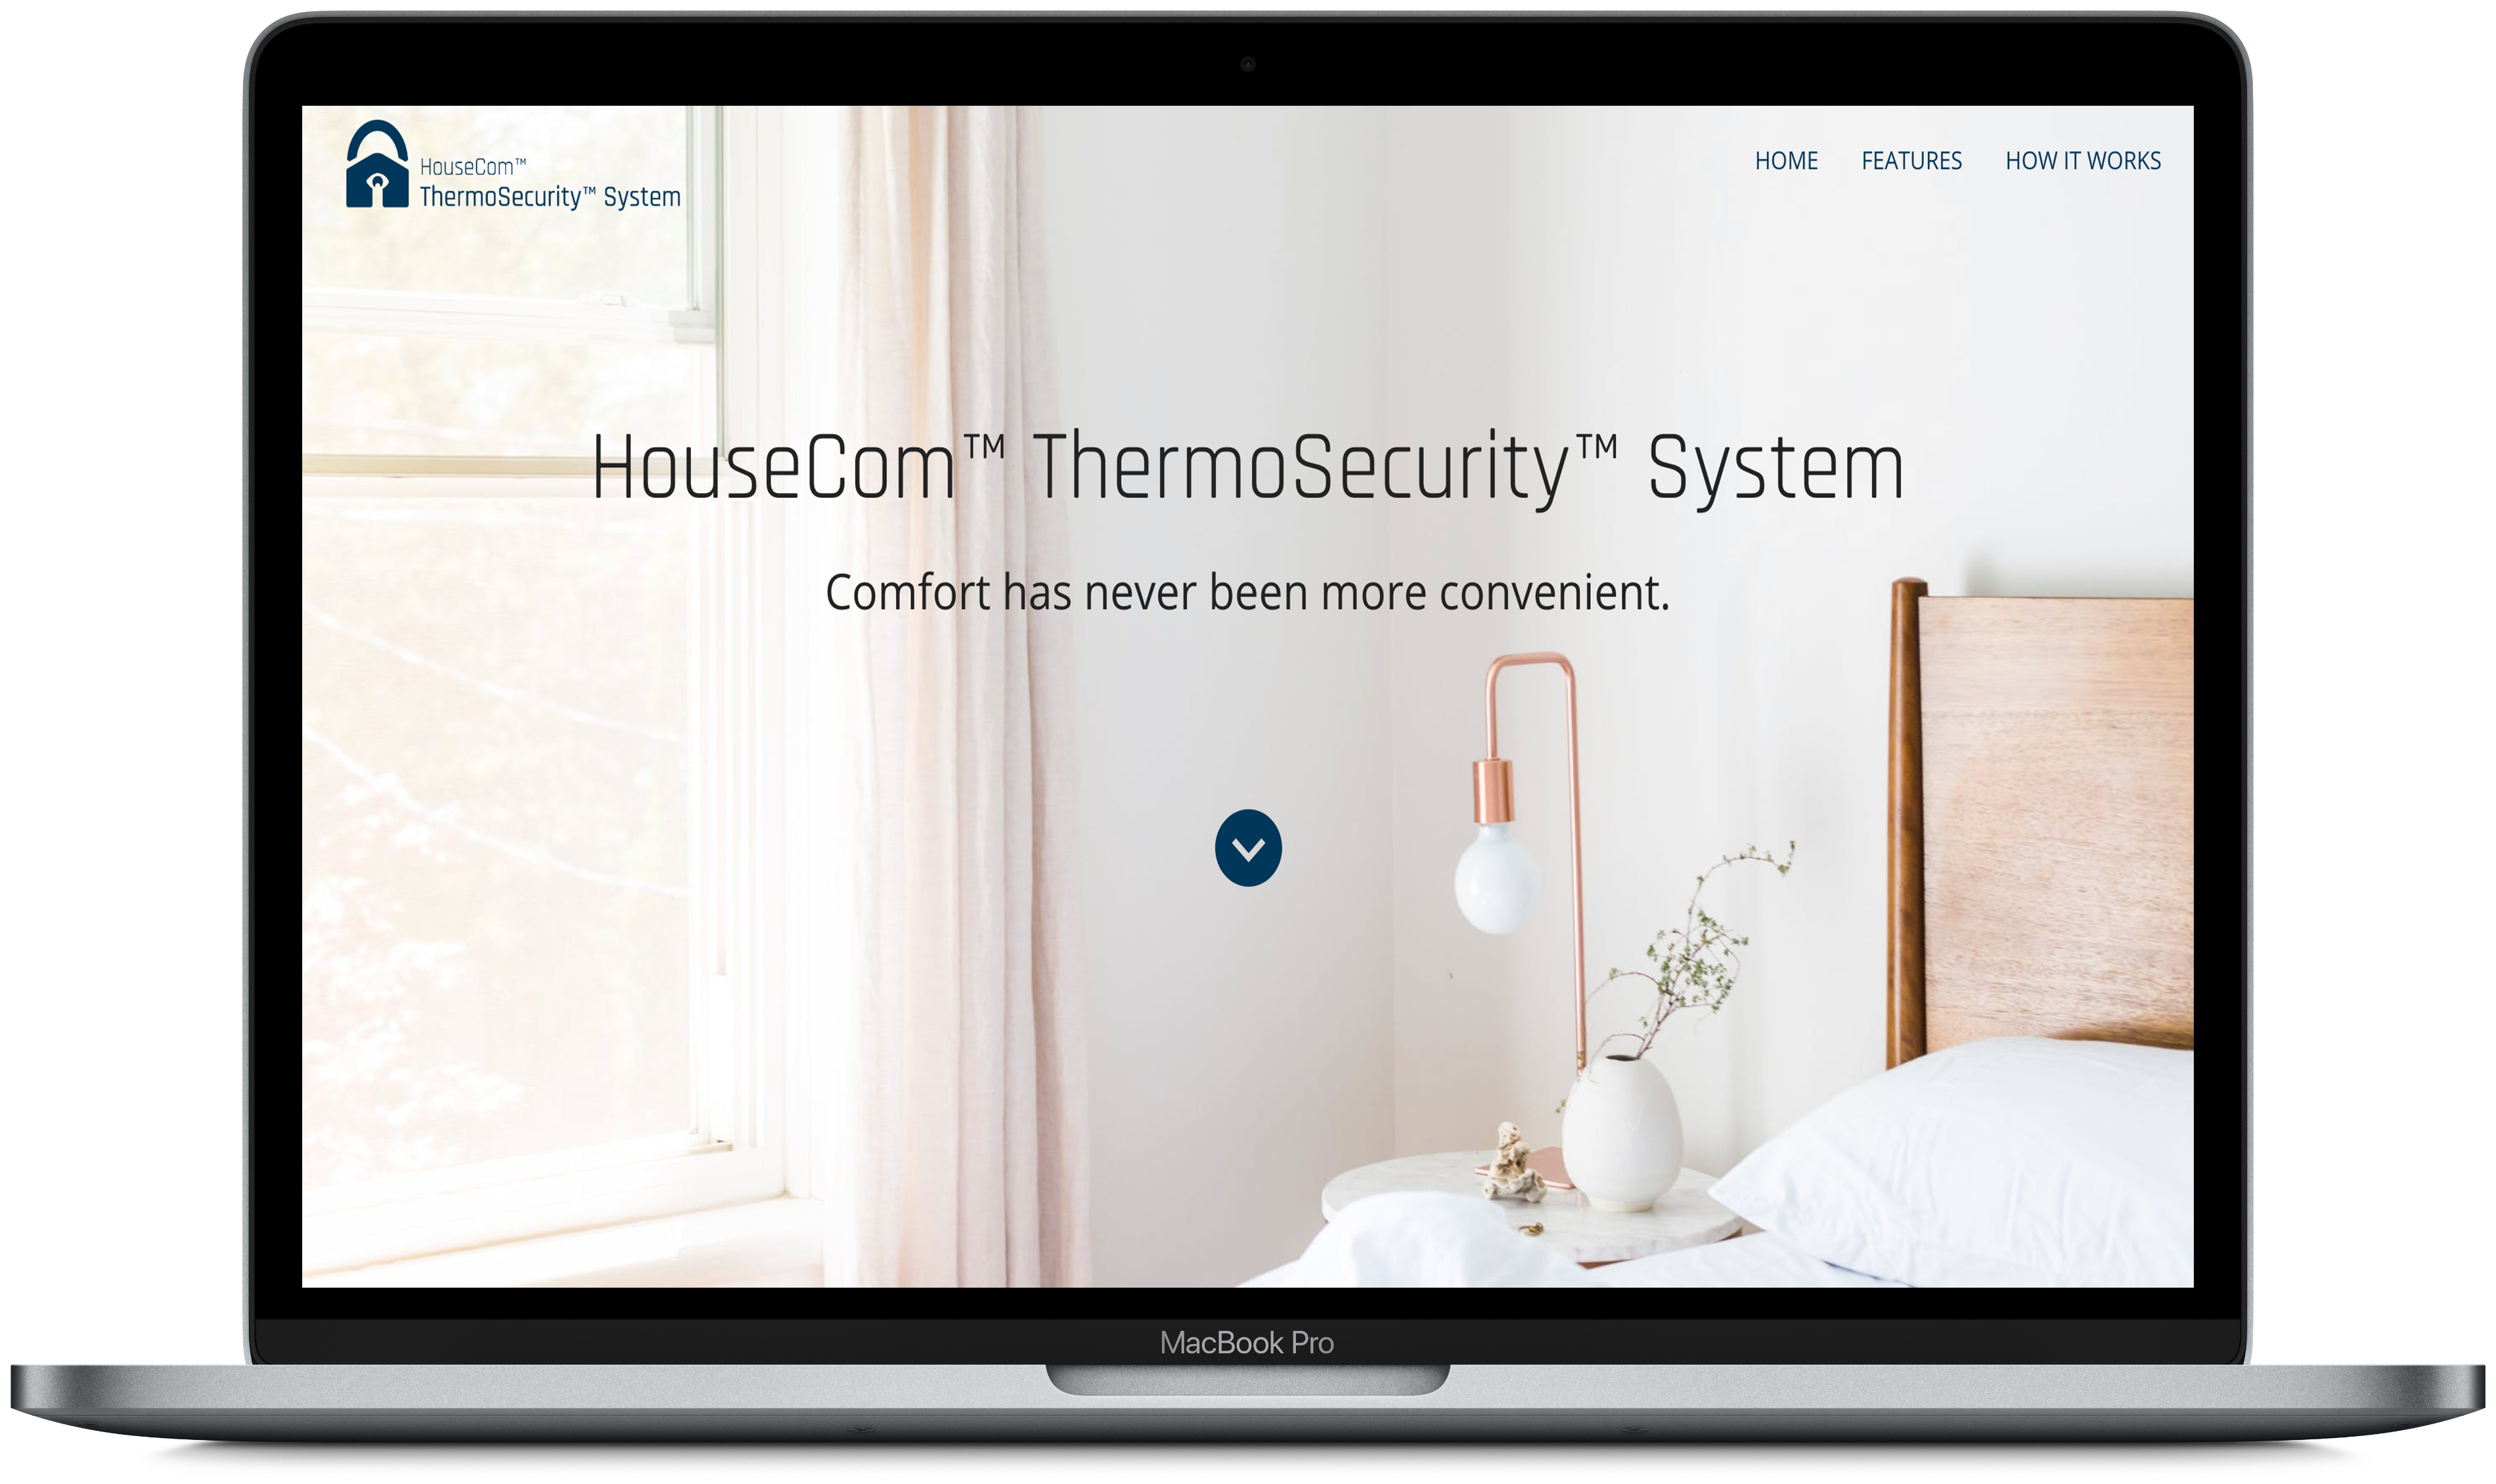 HouseCom™
ThermoSecurity™ System
HOME FEATURES HOW IT WORKS
HouseCom™ ThermoSecurity™ System
Comfort has never been more convenient.
MacBook Pro